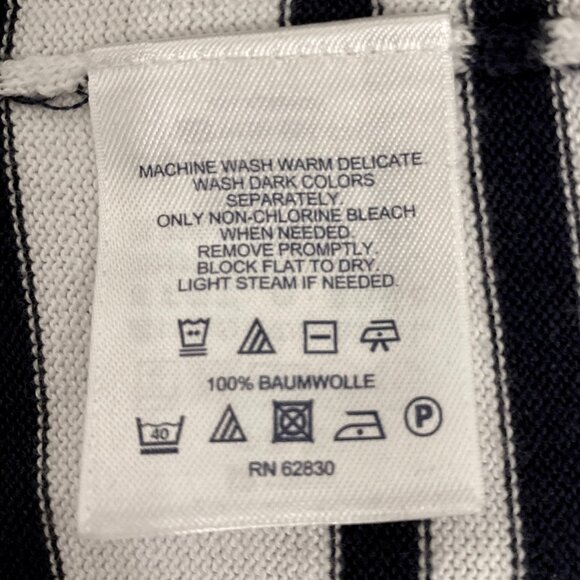 MACHINE WASH WARM DELICATE.
WASH DARK COLORS
SEPARATELY.
ONLY NON-CHLORINE BLEACH
WHEN NEEDED.
REMOVE PROMPTLY.
BLOCK FLAT TO DRY.
LIGHT STEAM IF NEEDED.
100% BAUMWOLLE
40 P
RN 62830